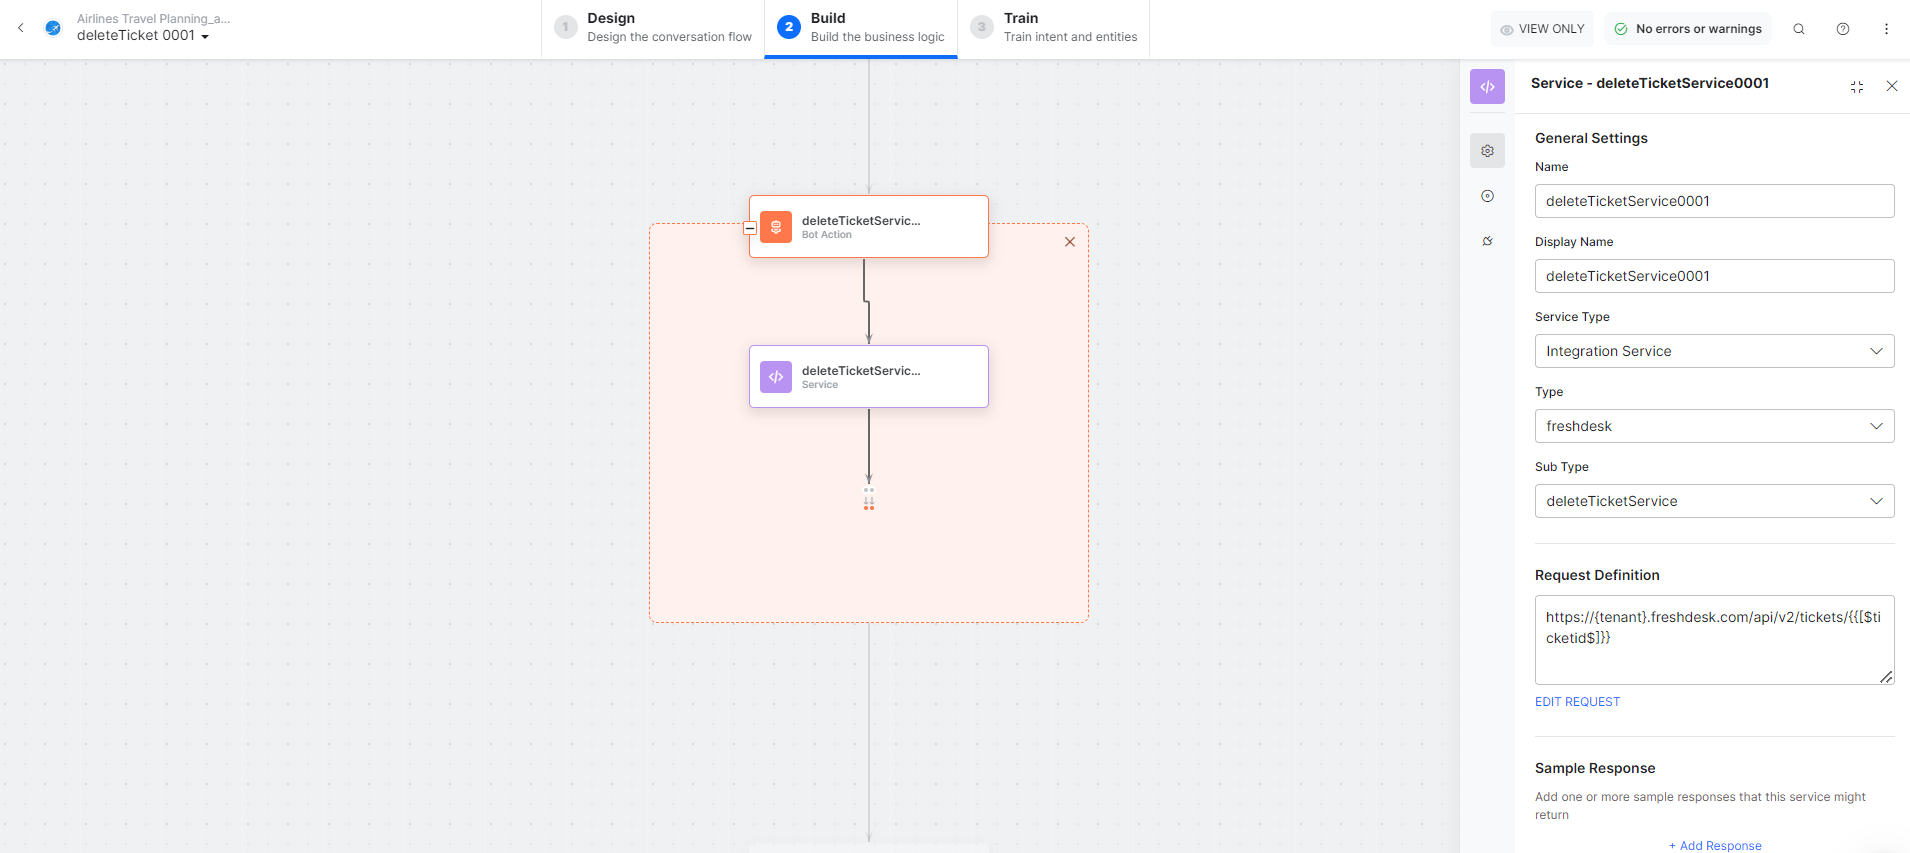 Airlines Travel Planning_a...
deleteTicket 0001
1
Design
Design the conversation flow
2
Build
Build the business logic
3
Train
Train intent and entities
VIEW ONLY
No errors or warnings
deleteTicketServic...
Bot Action
deleteTicketServic...
Service
Service - deleteTicketService0001
General Settings
Name
deleteTicketService0001
Display Name
deleteTicketService0001
Service Type
Integration Service
Type
freshdesk
Sub Type
deleteTicketService
Request Definition
https://{tenant}.freshdesk.com/api/v2/tickets/{{[$ti
cketid$]}}
EDIT REQUEST
Sample Response
Add one or more sample responses that this service might
return
+ Add Response